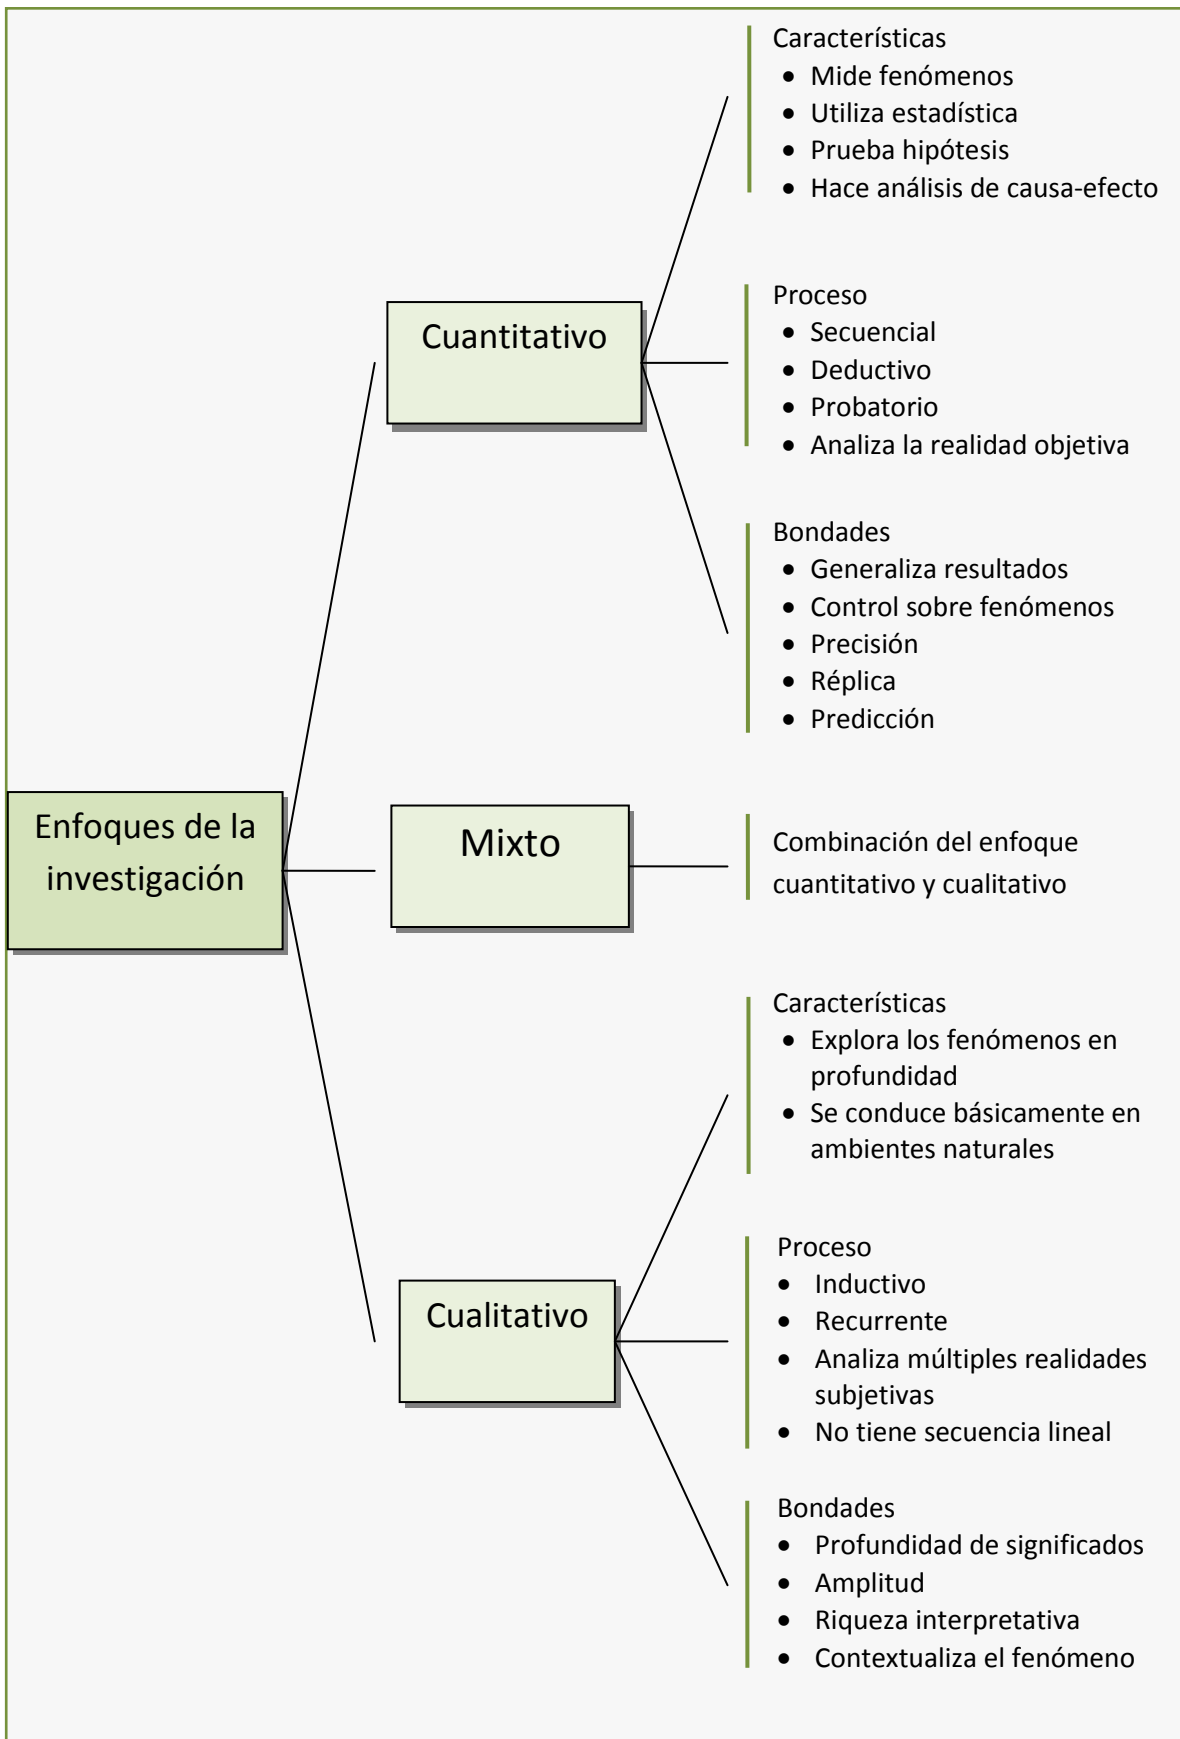 Enfoques de la
investigación
Cuantitativo
Características
• Mide fenómenos
• Utiliza estadística
• Prueba hipótesis
• Hace análisis de causa-efecto
Proceso
• Secuencial
• Deductivo
• Probatorio
• Analiza la realidad objetiva
Bondades
• Generaliza resultados
• Control sobre fenómenos
• Precisión
• Réplica
• Predicción
Mixto
Combinación del enfoque
cuantitativo y cualitativo
Cualitativo
Características
• Explora los fenómenos en
profundidad
• Se conduce básicamente en
ambientes naturales
Proceso
• Inductivo
• Recurrente
• Analiza múltiples realidades
subjetivas
• No tiene secuencia lineal
Bondades
• Profundidad de significados
• Amplitud
• Riqueza interpretativa
• Contextualiza el fenómeno